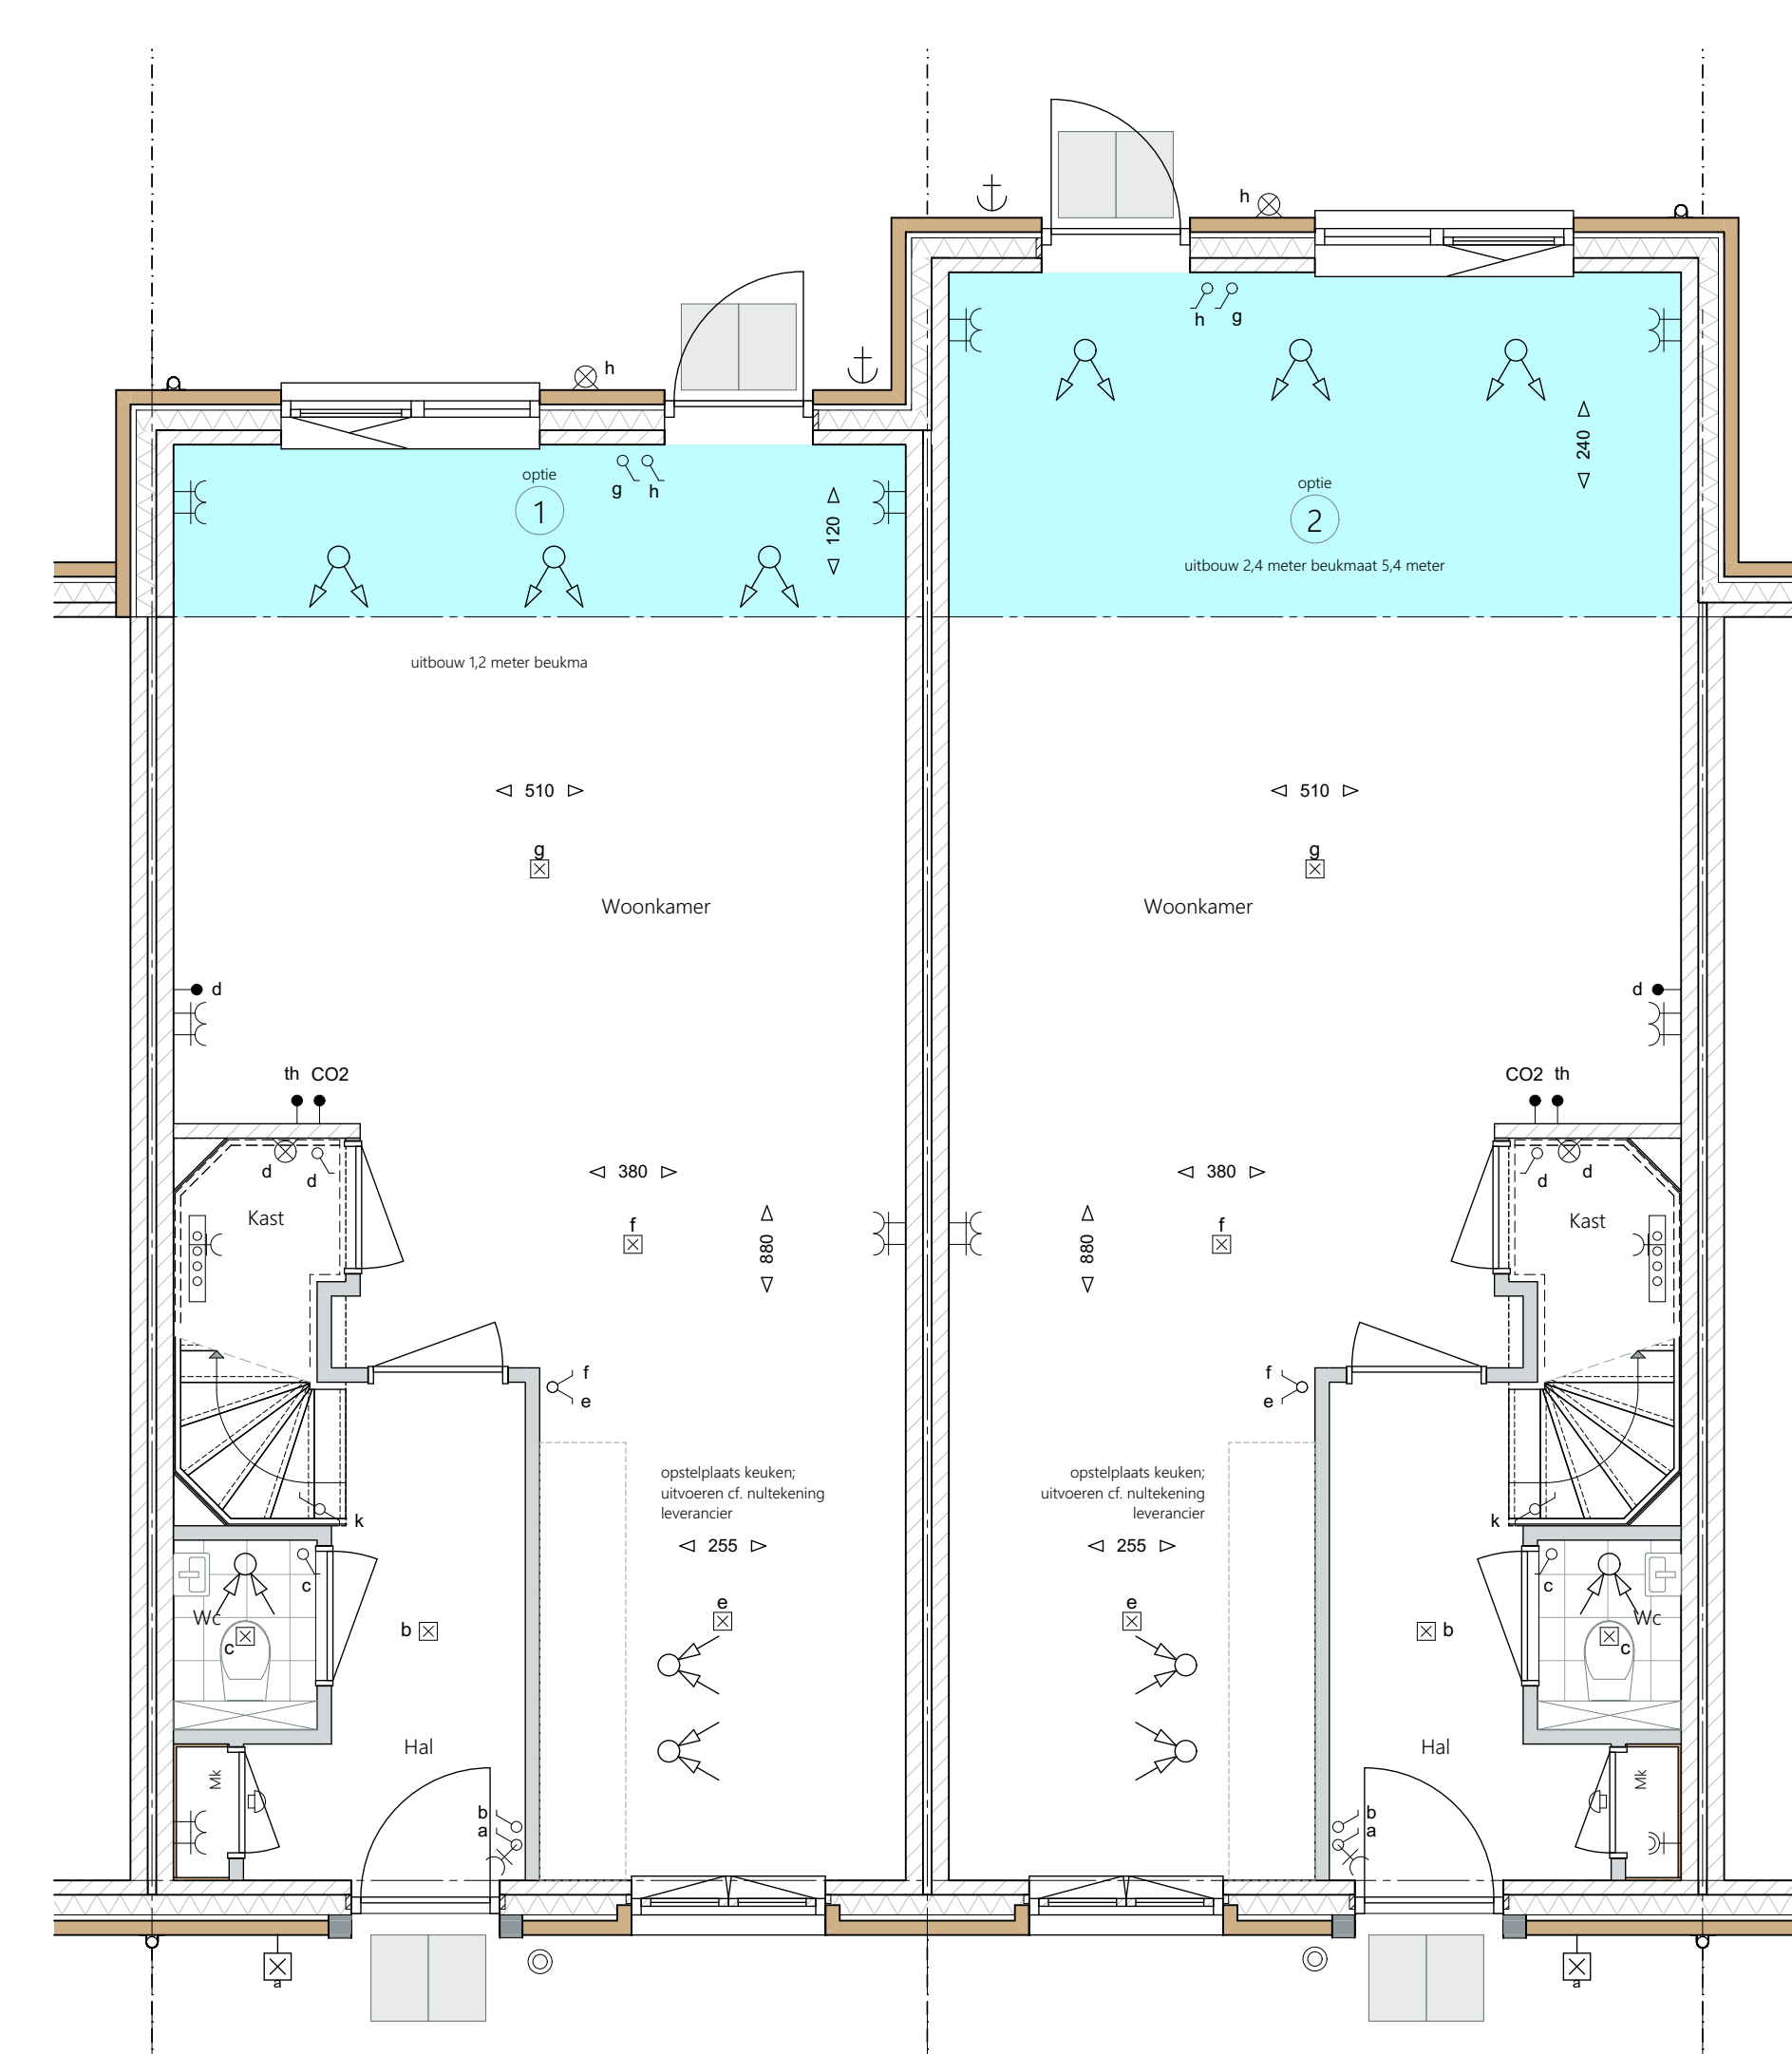 h
h
h g
optie
1
g h
120
240
optie
2
uitbouw 2,4 meter beukmaat 5,4 meter
uitbouw 1,2 meter beukma
510
510
g
g
Woonkamer
Woonkamer
d
d
th CO2
CO2 th
d
d
d
d
Kast
Kast
380
380
f
f
880
880
f
e
f
e
opstelplaats keuken;
uitvoeren cf. nultekening
leverancier
opstelplaats keuken;
uitvoeren cf. nultekening
leverancier
k
k
255
255
c
c
Wc
Wc
e
e
b
b
c
c
Hal
Hal
Mk
Mk
b
a
b
a
a
a